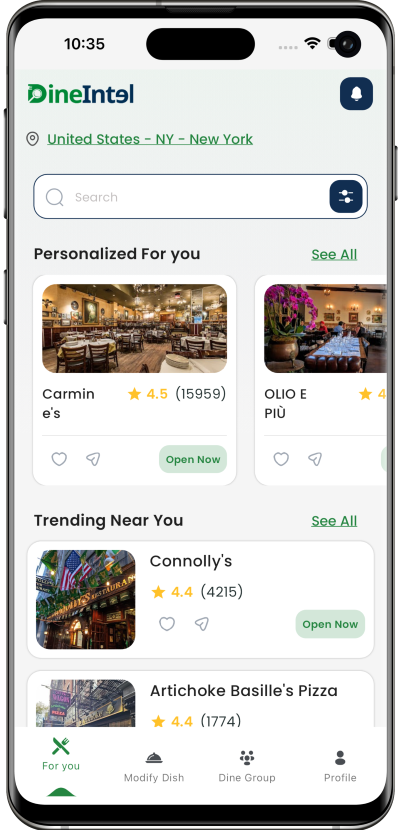 10:35
DineIntel
United States - NY - New York
Search
Personalized For you See All
Carmin 4.5 (15959) OLIO E 4
e's PIÙ
Open Now
Trending Near You See All
Connolly's
4.4 (4215)
Open Now
Artichoke Basille's Pizza
4.4 (1774)
For you Modify Dish Dine Group Profile